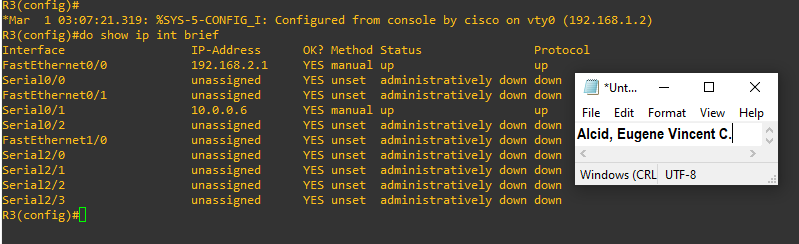 R3(config)#
*Mar  1 03:07:21.319: %SYS-5-CONFIG_I: Configured from console by cisco on vty0 (192.168.1.2)
R3(config)#do show ip int brief
Interface                  IP-Address      OK? Method Status                Protocol
FastEthernet0/0            192.168.2.1     YES manual up                    up
Serial0/0                  unassigned      YES unset  administratively down down
FastEthernet0/1            unassigned      YES unset  administratively down down
Serial0/1                  10.0.0.6        YES manual up                    up
Serial0/2                  unassigned      YES unset  administratively down down
FastEthernet1/0            unassigned      YES unset  administratively down down
Serial2/0                  unassigned      YES unset  administratively down down
Serial2/1                  unassigned      YES unset  administratively down down
Serial2/2                  unassigned      YES unset  administratively down down
Serial2/3                  unassigned      YES unset  administratively down down
R3(config)#
*Unt...
File Edit Format View Help
Alcid, Eugene Vincent C.
Windows (CRL UTF-8